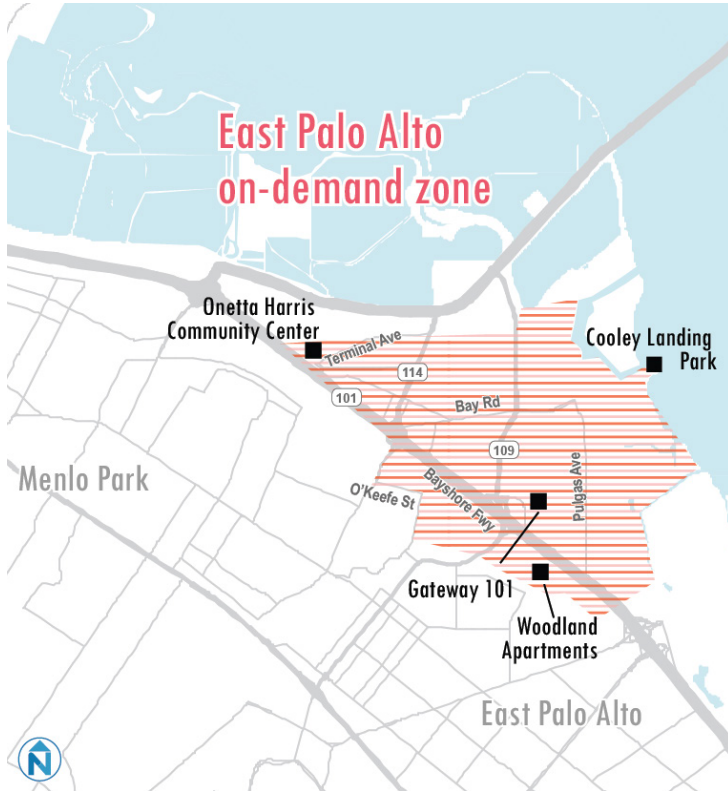 East Palo Alto
on-demand zone
Onetta Harris
Community Center
Terminal Ave
Cooley Landing
Park
114
101
Bay Rd
109
Menlo Park
O'Keefe St
Bayshore Fwy
Pulgas Ave
Gateway 101
Woodland
Apartments
East Palo Alto
N